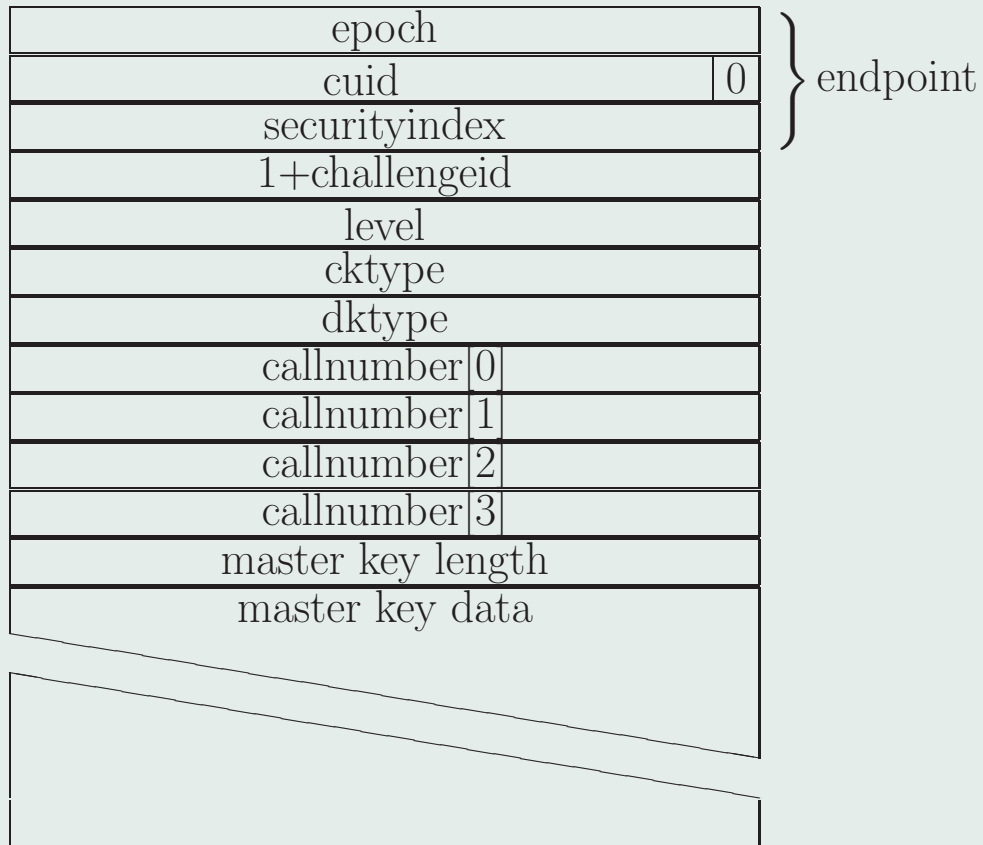 epoch
cuid 0
endpoint
securityindex
1+challengeid
level
cktype
dktype
callnumber[0]
callnumber[1]
callnumber[2]
callnumber[3]
master key length
master key data